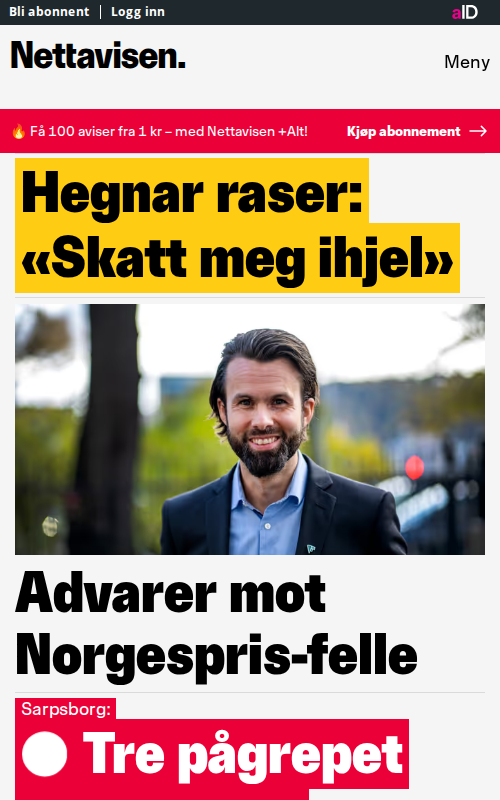 Bli abonnent | Logg inn
aID
Nettavisen.
Meny
🔥 Få 100 aviser fra 1 kr – med Nettavisen +Alt!
Kjøp abonnement →
Hegnar raser:
«Skatt meg ihjel»
Advarer mot
Norgespris-felle
Sarpsborg:
Tre pågrepet